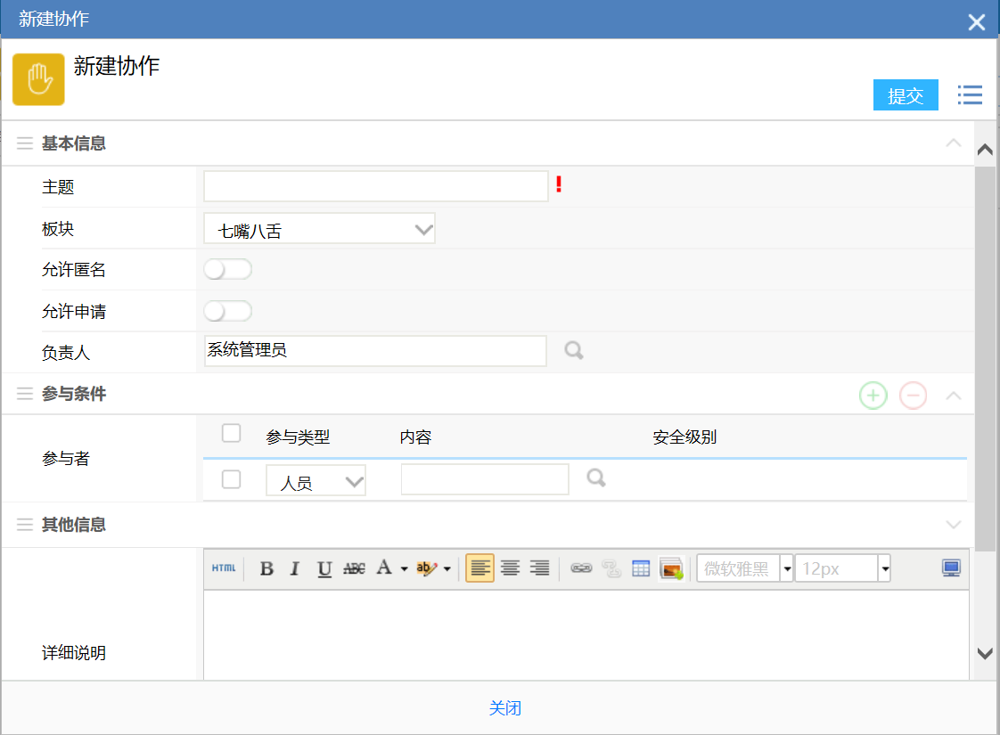 新建协作
新建协作
提交
基本信息
主题 !
板块 七嘴八舌
允许匿名
允许申请
负责人 系统管理员
参与条件
参与类型 内容 安全级别
参与者
人员
其他信息
HTML B I U ABC A ab 微软雅黑 12px
详细说明
关闭